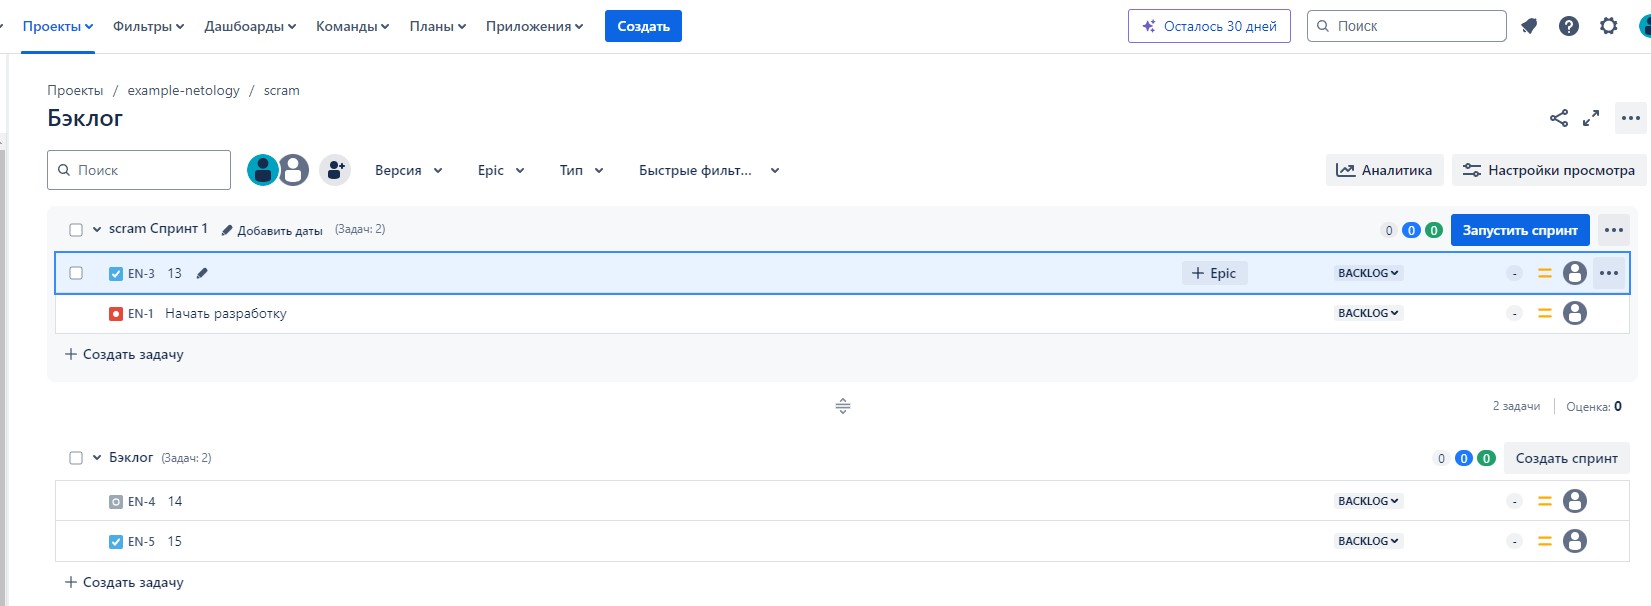 Проекты Фильтры Дашборды Команды Планы Приложения Создать Осталось 30 дней Поиск
Проекты / example-netology / scram
Бэклог
Поиск Версия Epic Тип Быстрые фильт... Аналитика Настройки просмотра
scram Спринт 1 Добавить даты (Задач: 2) 0 0 0 Запустить спринт
EN-3 13 + Epic BACKLOG -
EN-1 Начать разработку BACKLOG -
+ Создать задачу
2 задачи Оценка: 0
Бэклог (Задач: 2) 0 0 0 Создать спринт
EN-4 14 BACKLOG -
EN-5 15 BACKLOG -
+ Создать задачу